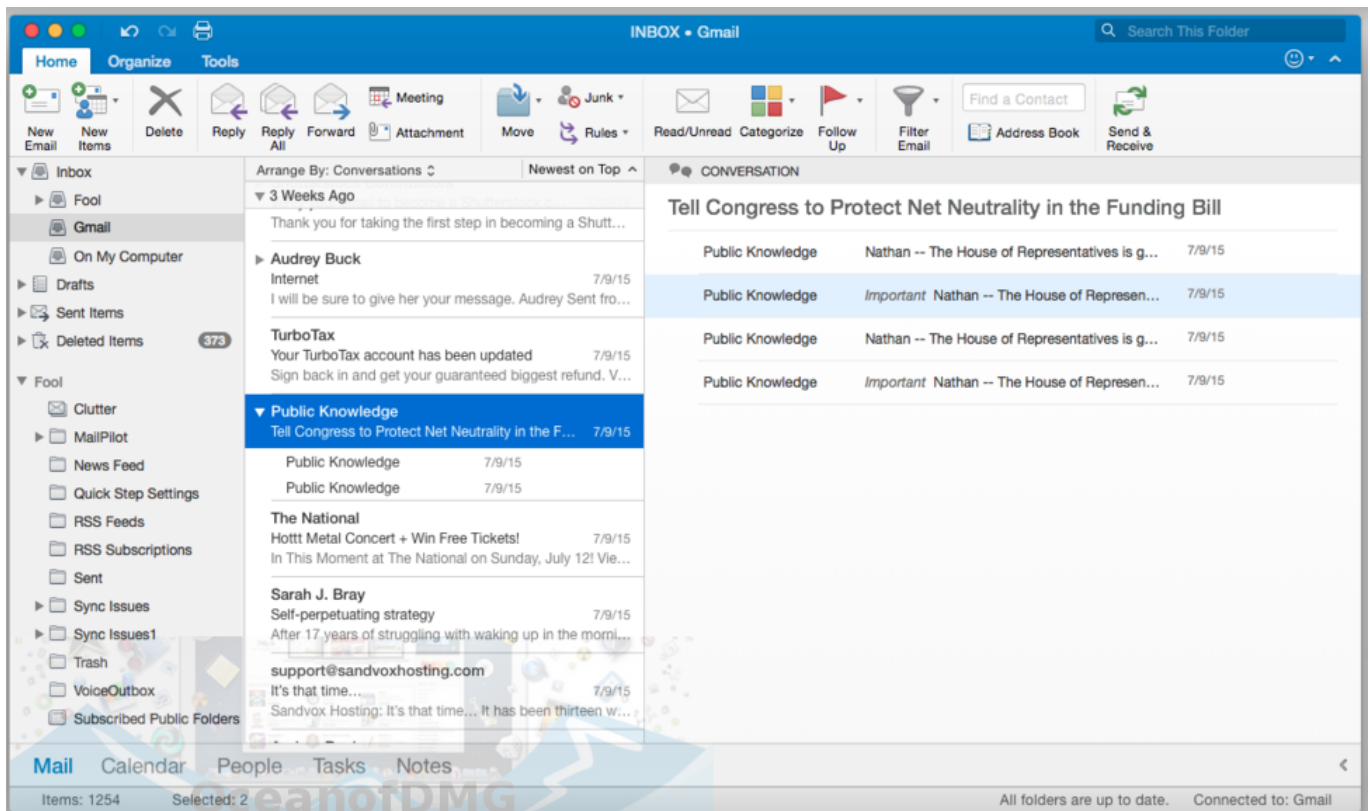 INBOX • Gmail
Search This Folder
Home Organize Tools
New Email
New Items
Delete
Reply
Reply All
Forward
Meeting
Attachment
Move
Junk
Rules
Read/Unread
Categorize
Follow Up
Filter Email
Find a Contact
Address Book
Send & Receive
Inbox
Fool
Gmail
On My Computer
Drafts
Sent Items
Deleted Items 373
Fool
Clutter
MailPilot
News Feed
Quick Step Settings
RSS Feeds
RSS Subscriptions
Sent
Sync Issues
Sync Issues1
Trash
VoiceOutbox
Subscribed Public Folders
Arrange By: Conversations Newest on Top
3 Weeks Ago
Thank you for taking the first step in becoming a Shutt...
Audrey Buck
Internet 7/9/15
I will be sure to give her your message. Audrey Sent fro...
TurboTax
Your TurboTax account has been updated 7/9/15
Sign back in and get your guaranteed biggest refund. V...
Public Knowledge
Tell Congress to Protect Net Neutrality in the F... 7/9/15
Public Knowledge 7/9/15
Public Knowledge 7/9/15
The National
Hottt Metal Concert + Win Free Tickets! 7/9/15
In This Moment at The National on Sunday, July 12! Vie...
Sarah J. Bray
Self-perpetuating strategy 7/9/15
After 17 years of struggling with waking up in the morni...
support@sandvoxhosting.com
It's that time... 7/9/15
Sandvox Hosting: It's that time... It has been thirteen w...
CONVERSATION
Tell Congress to Protect Net Neutrality in the Funding Bill
Public Knowledge Nathan -- The House of Representatives is g... 7/9/15
Public Knowledge Important Nathan -- The House of Represen... 7/9/15
Public Knowledge Nathan -- The House of Representatives is g... 7/9/15
Public Knowledge Important Nathan -- The House of Represen... 7/9/15
Mail Calendar People Tasks Notes
OceanofDMG
Items: 1254 Selected: 2 All folders are up to date. Connected to: Gmail